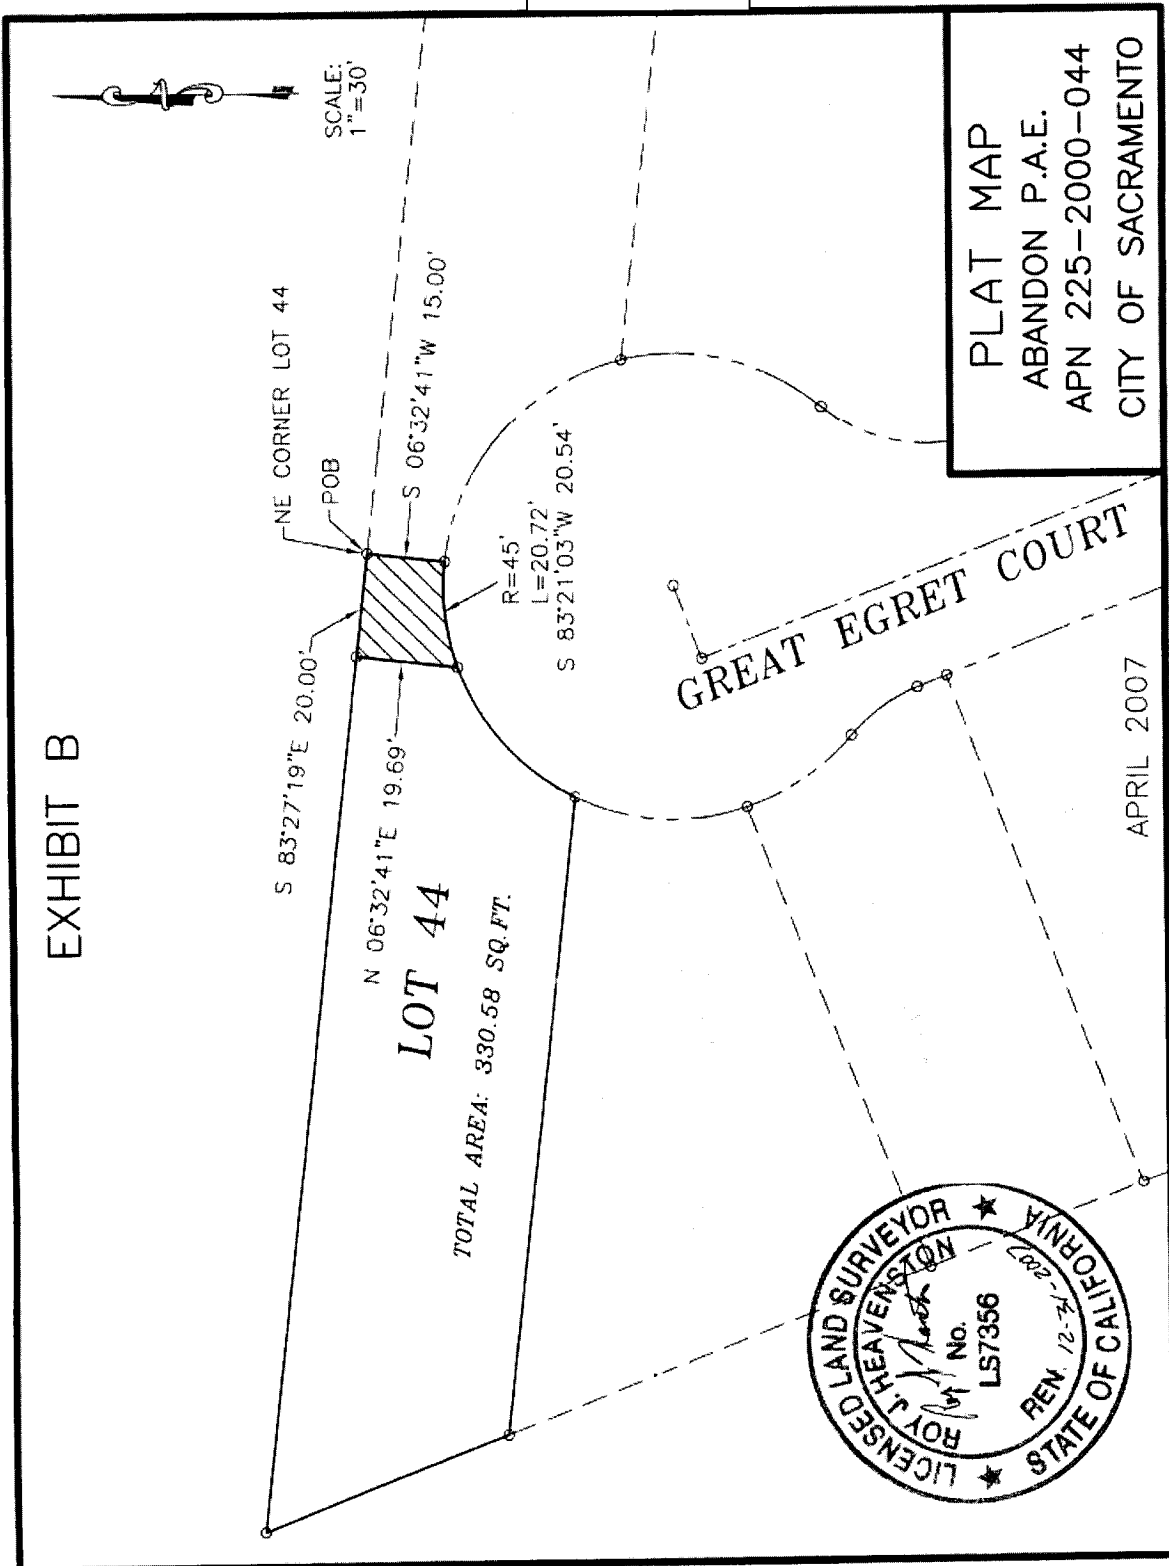 EXHIBIT B
SCALE:
1"=30'
NE CORNER LOT 44
POB
S 06°32'41"W 15.00'
S 83°27'19"E 20.00'
N 06°32'41"E 19.69'
R=45'
L=20.72'
S 83°21'03"W 20.54'
LOT 44
TOTAL AREA: 330.58 SQ.FT.
GREAT EGRET COURT
APRIL 2007
LICENSED LAND SURVEYOR
ROY J. HEAVENSTON
No.
LS7356
REN. 12-31-2007
STATE OF CALIFORNIA
PLAT MAP
ABANDON P.A.E.
APN 225-2000-044
CITY OF SACRAMENTO